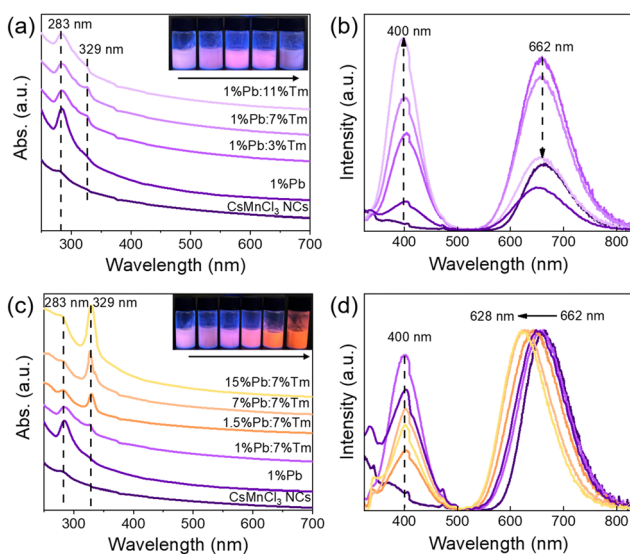 (a)
283 nm
329 nm
1%Pb:11%Tm
1%Pb:7%Tm
1%Pb:3%Tm
1%Pb
CsMnCl₃ NCs
Abs. (a.u.)
300 400 500 600 700
Wavelength (nm)
(b)
400 nm
662 nm
Intensity (a.u.)
400 500 600 700 800
Wavelength (nm)
(c)
283 nm 329 nm
15%Pb:7%Tm
7%Pb:7%Tm
1.5%Pb:7%Tm
1%Pb:7%Tm
1%Pb
CsMnCl₃ NCs
Abs. (a.u.)
300 400 500 600 700
Wavelength (nm)
(d)
628 nm 662 nm
400 nm
Intensity (a.u.)
400 500 600 700 800
Wavelength (nm)